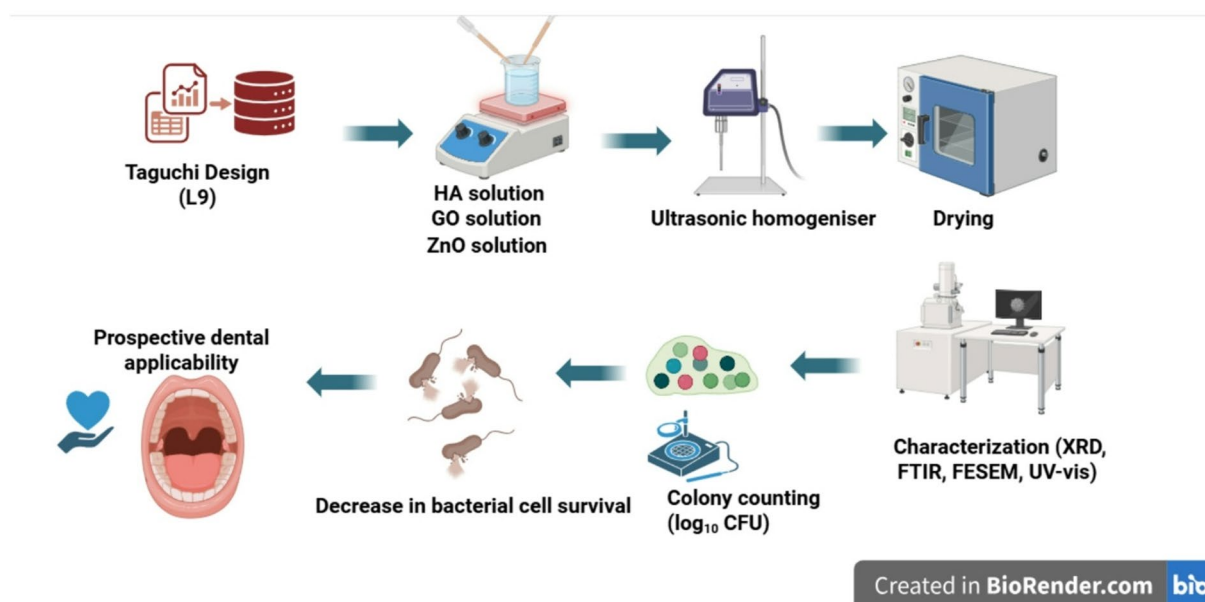 Taguchi Design
(L9)
HA solution
GO solution
ZnO solution
Ultrasonic homogeniser
Drying
Characterization (XRD,
FTIR, FESEM, UV-vis)
Colony counting
(log₁₀ CFU)
Decrease in bacterial cell survival
Prospective dental
applicability
Created in BioRender.com bio